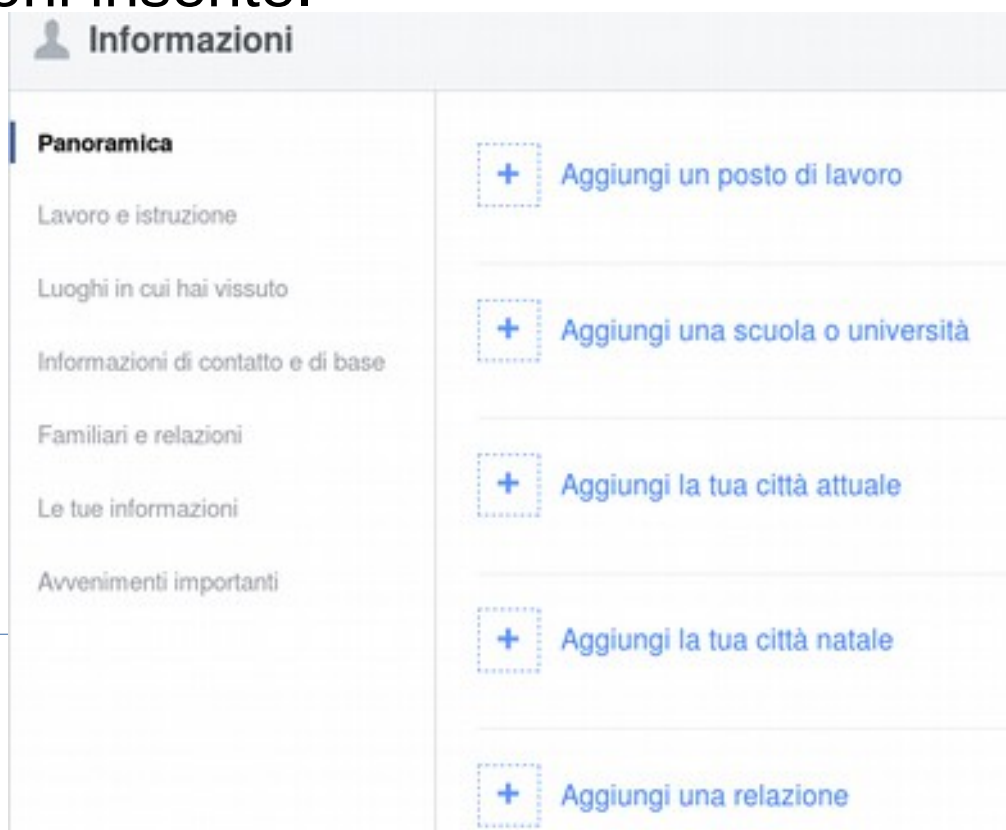 inserite.
Informazioni
Panoramica
Lavoro e istruzione
Luoghi in cui hai vissuto
Informazioni di contatto e di base
Familiari e relazioni
Le tue informazioni
Avvenimenti importanti
+ Aggiungi un posto di lavoro
+ Aggiungi una scuola o università
+ Aggiungi la tua città attuale
+ Aggiungi la tua città natale
+ Aggiungi una relazione